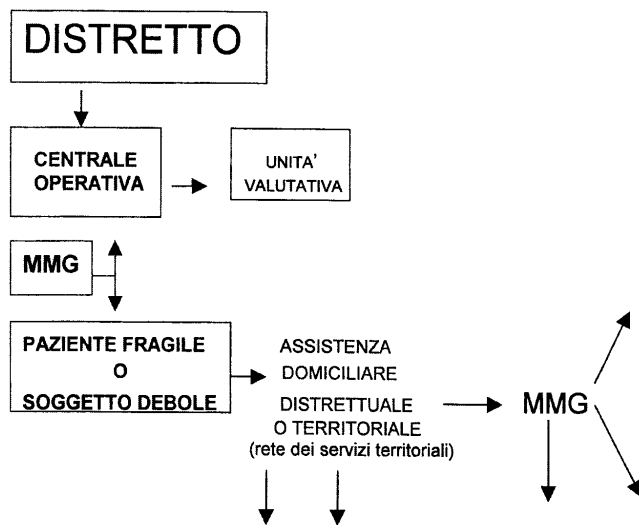 DISTRETTO
CENTRALE
OPERATIVA
UNITA'
VALUTATIVA
MMG
PAZIENTE FRAGILE
O
SOGGETTO DEBOLE
ASSISTENZA
DOMICILIARE
DISTRETTUALE
O TERRITORIALE
(rete dei servizi territoriali)
MMG